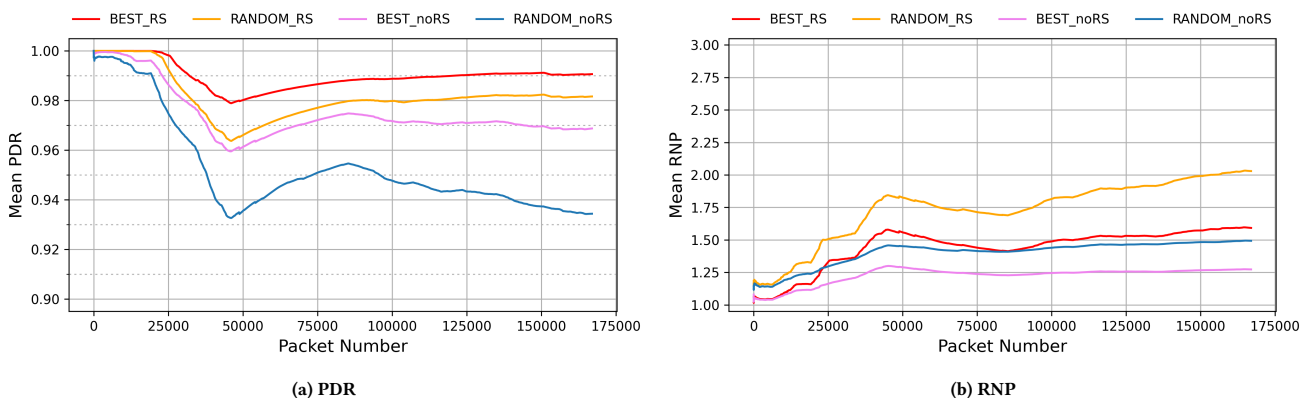 BEST_RS RANDOM_RS BEST_noRS RANDOM_noRS
1.00
0.98
0.96
0.94
0.92
0.90
Mean PDR
0 25000 50000 75000 100000 125000 150000 175000
Packet Number
(a) PDR
BEST_RS RANDOM_RS BEST_noRS RANDOM_noRS
3.00
2.75
2.50
2.25
2.00
1.75
1.50
1.25
1.00
Mean RNP
0 25000 50000 75000 100000 125000 150000 175000
Packet Number
(b) RNP